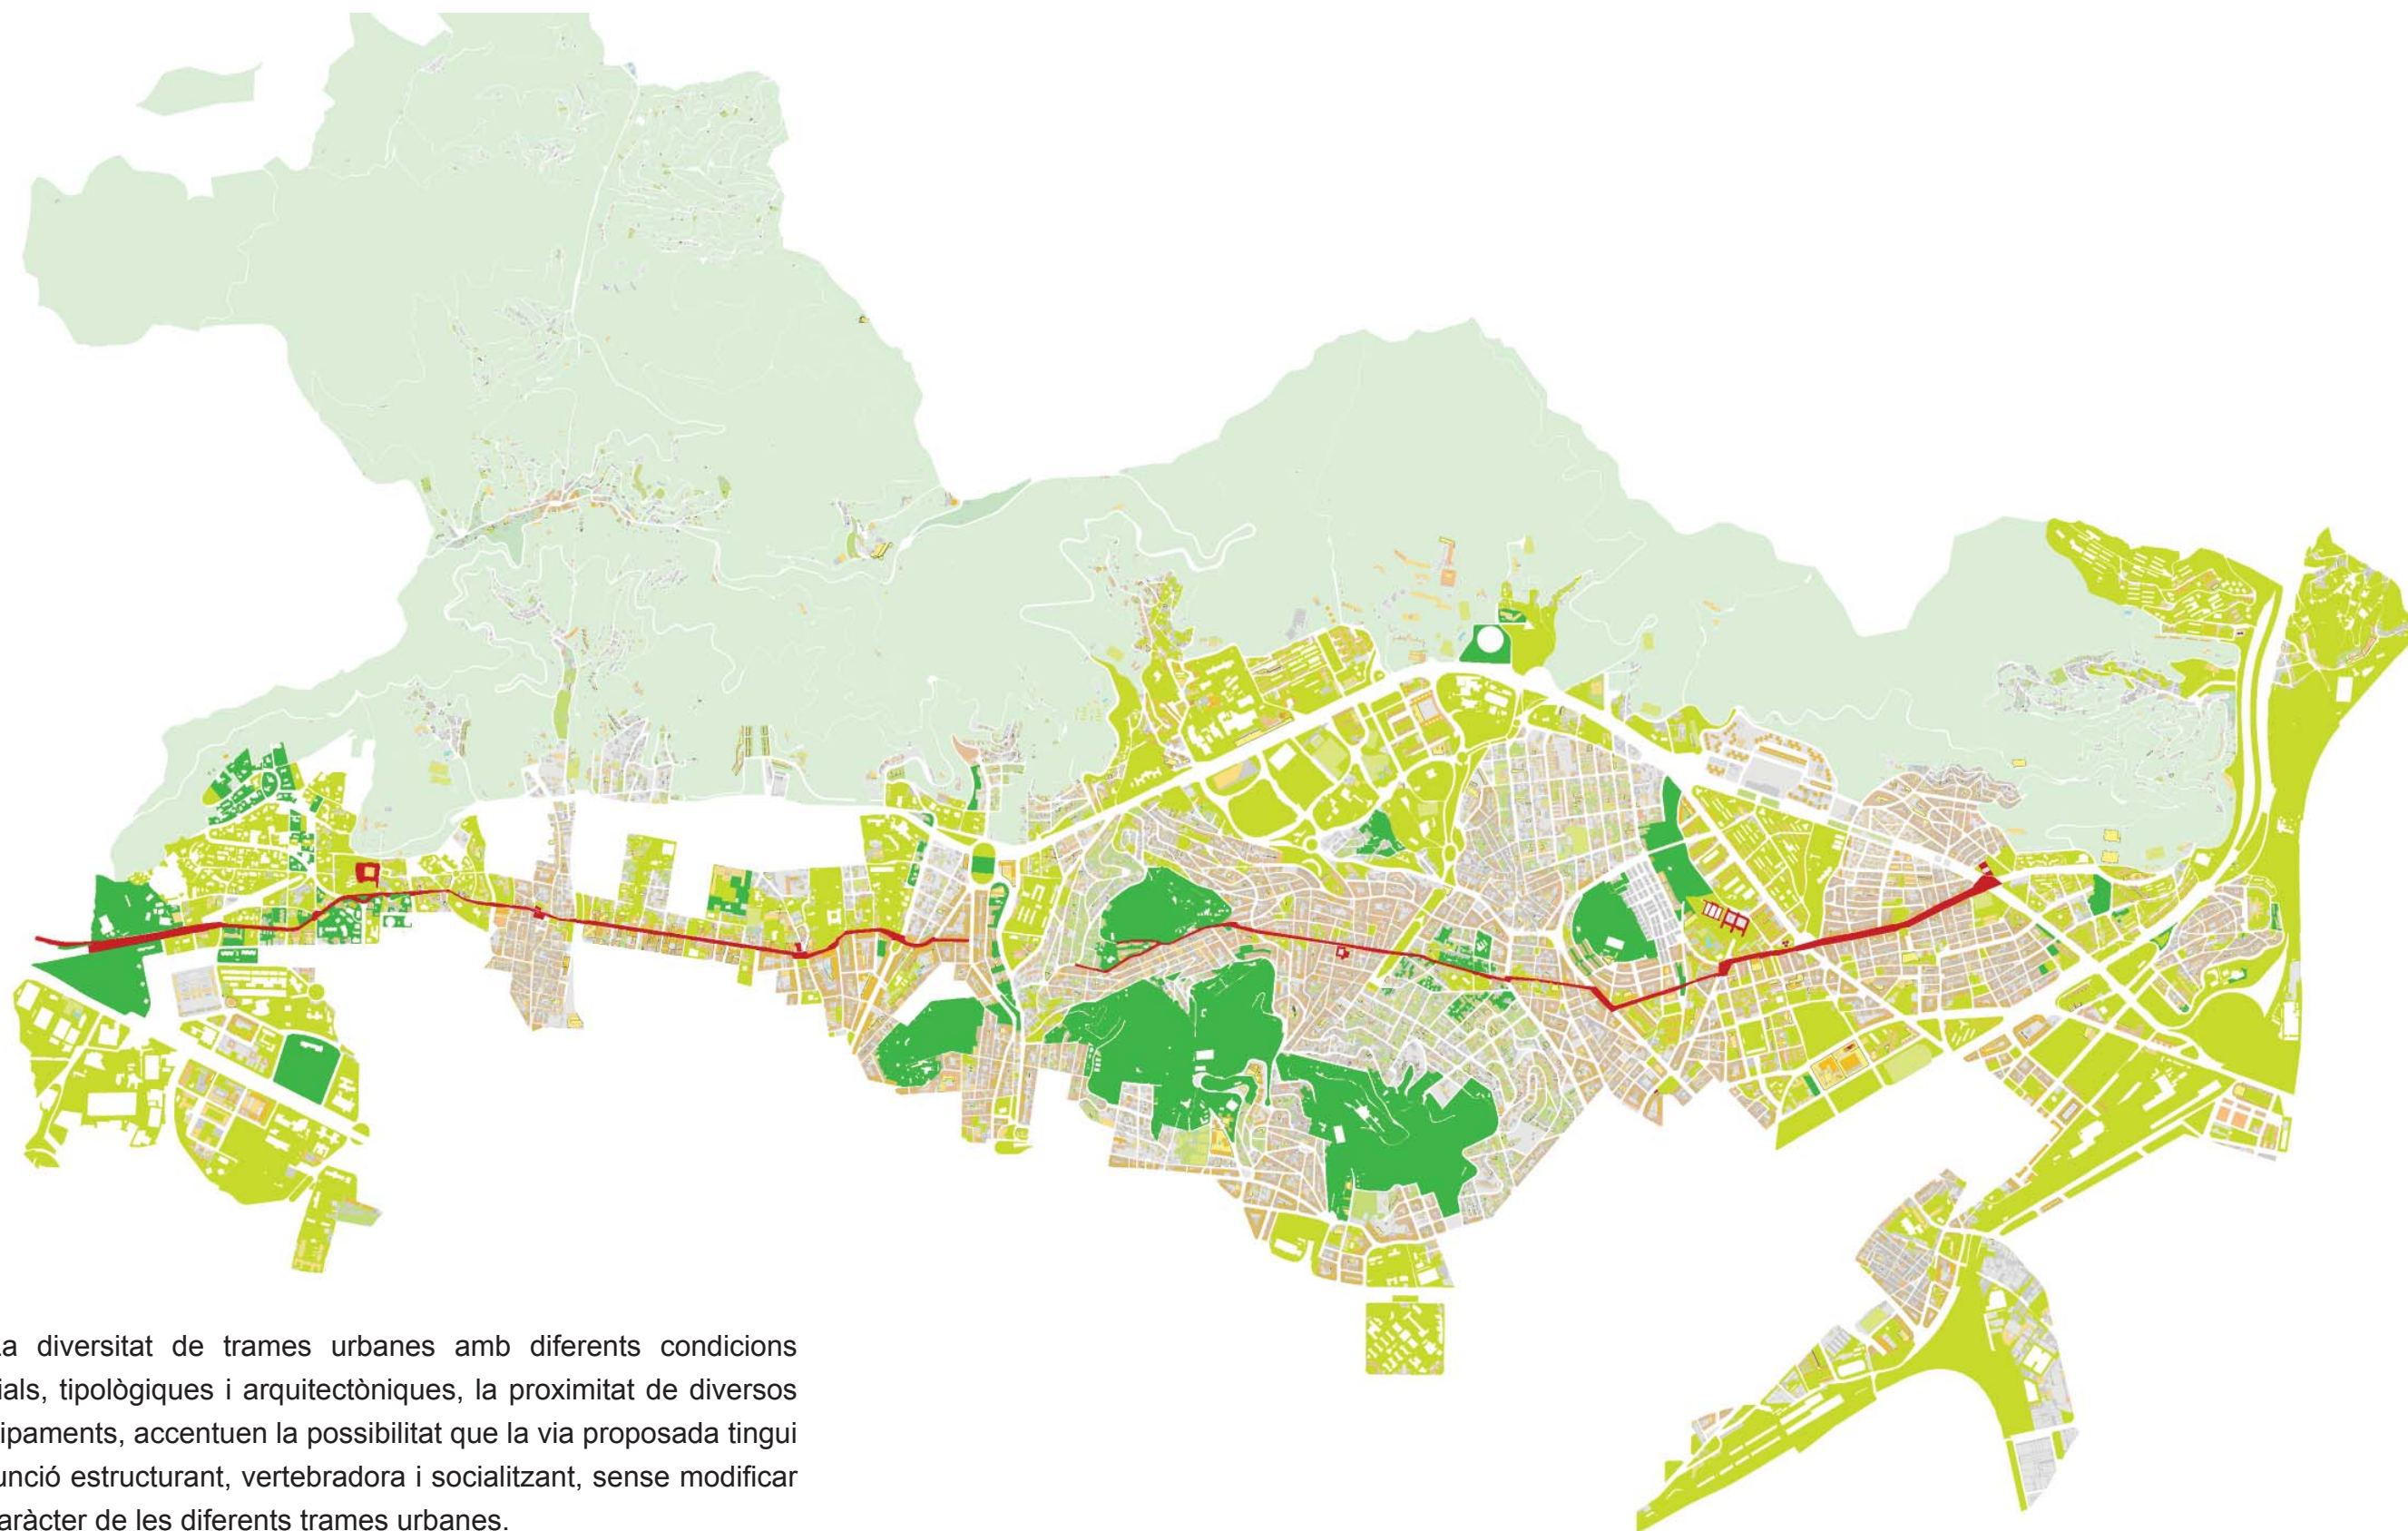 a diversitat de trames urbanes amb diferents condicions
ials, tipològiques i arquitectòniques, la proximitat de diversos
ipaments, accentuen la possibilitat que la via proposada tingui
unció estructurant, vertebradora i socialitzant, sense modificar
aràcter de les diferents trames urbanes.